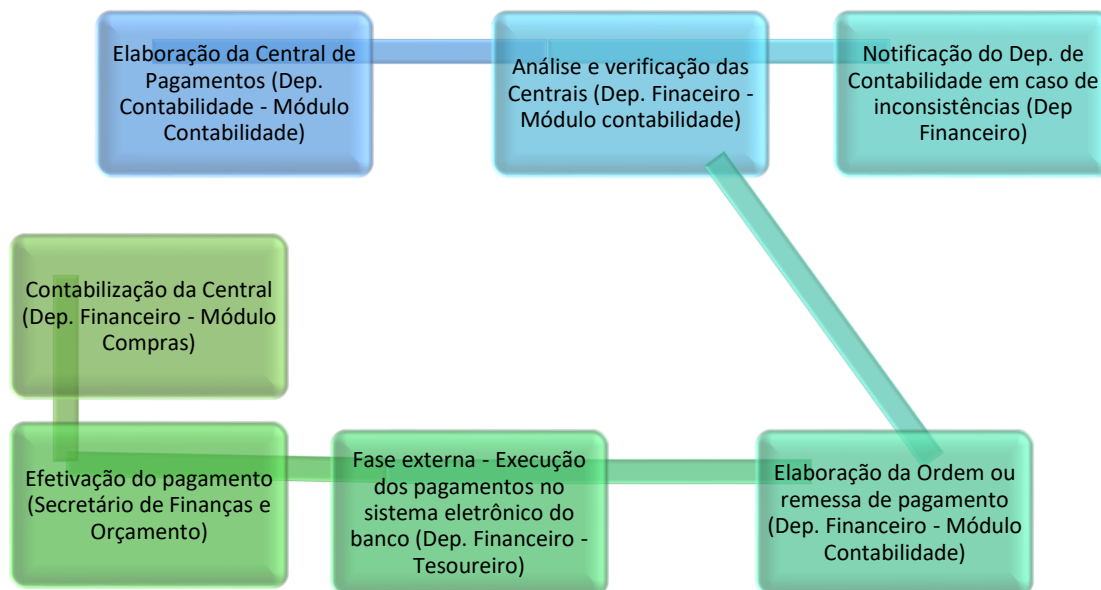 Elaboração da Central de
Pagamentos (Dep.
Contabilidade - Módulo
Contabilidade)
Análise e verificação das
Centrais (Dep. Finaceiro -
Módulo contabilidade)
Notificação do Dep. de
Contabilidade em caso de
inconsistências (Dep
Financeiro)
Elaboração da Ordem ou
remessa de pagamento
(Dep. Financeiro - Módulo
Contabilidade)
Fase externa - Execução
dos pagamentos no
sistema eletrônico do
banco (Dep. Financeiro -
Tesoureiro)
Efetivação do pagamento
(Secretário de Finanças e
Orçamento)
Contabilização da Central
(Dep. Financeiro - Módulo
Compras)